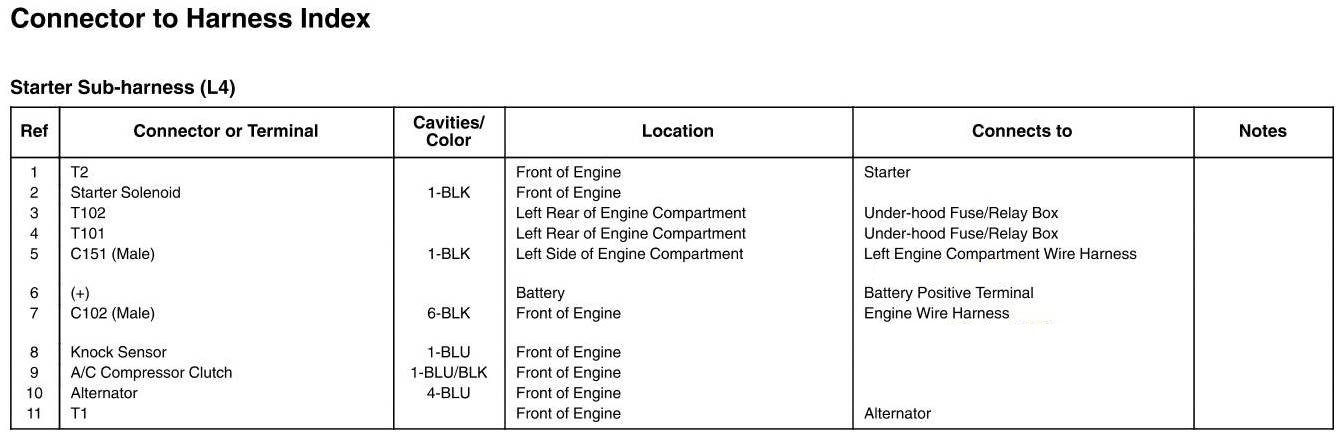 Connector to Harness Index
Starter Sub-harness (L4)
Ref Connector or Terminal Cavities/ Color Location Connects to Notes
1 T2 Front of Engine Starter
2 Starter Solenoid 1-BLK Front of Engine
3 T102 Left Rear of Engine Compartment Under-hood Fuse/Relay Box
4 T101 Left Rear of Engine Compartment Under-hood Fuse/Relay Box
5 C151 (Male) 1-BLK Left Side of Engine Compartment Left Engine Compartment Wire Harness
6 (+) Battery Battery Positive Terminal
7 C102 (Male) 6-BLK Front of Engine Engine Wire Harness
8 Knock Sensor 1-BLU Front of Engine
9 A/C Compressor Clutch 1-BLU/BLK Front of Engine
10 Alternator 4-BLU Front of Engine
11 T1 Front of Engine Alternator